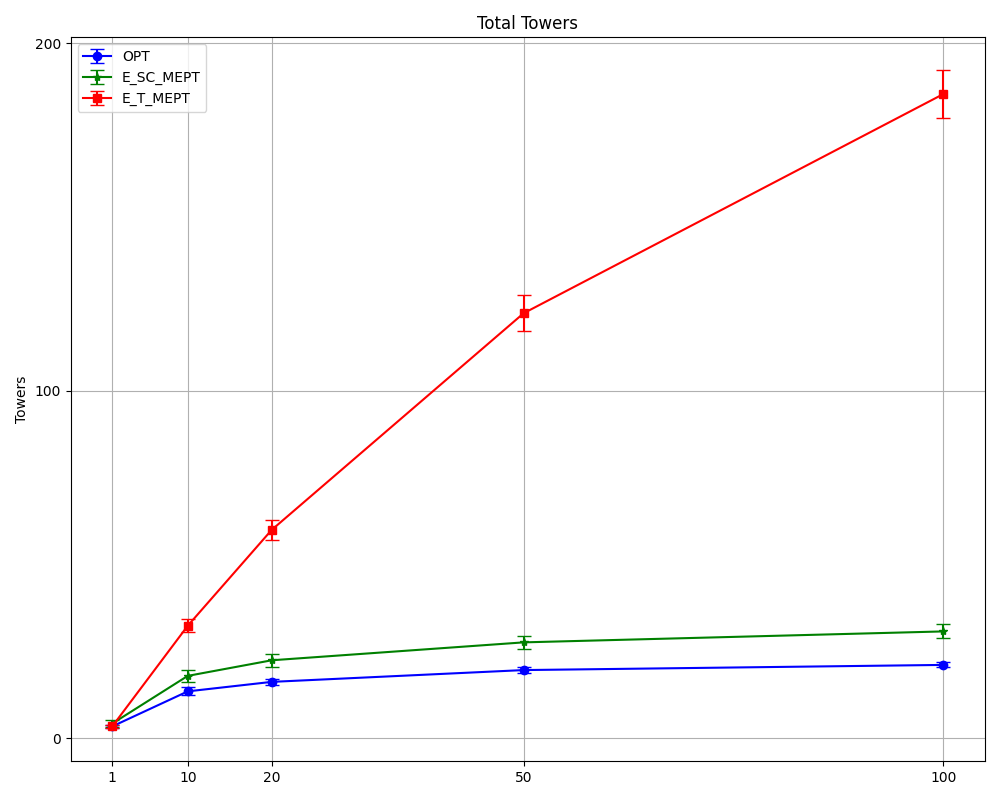 Total Towers
OPT
E_SC_MEPT
E_T_MEPT
200
100
0
Towers
1 10 20 50 100